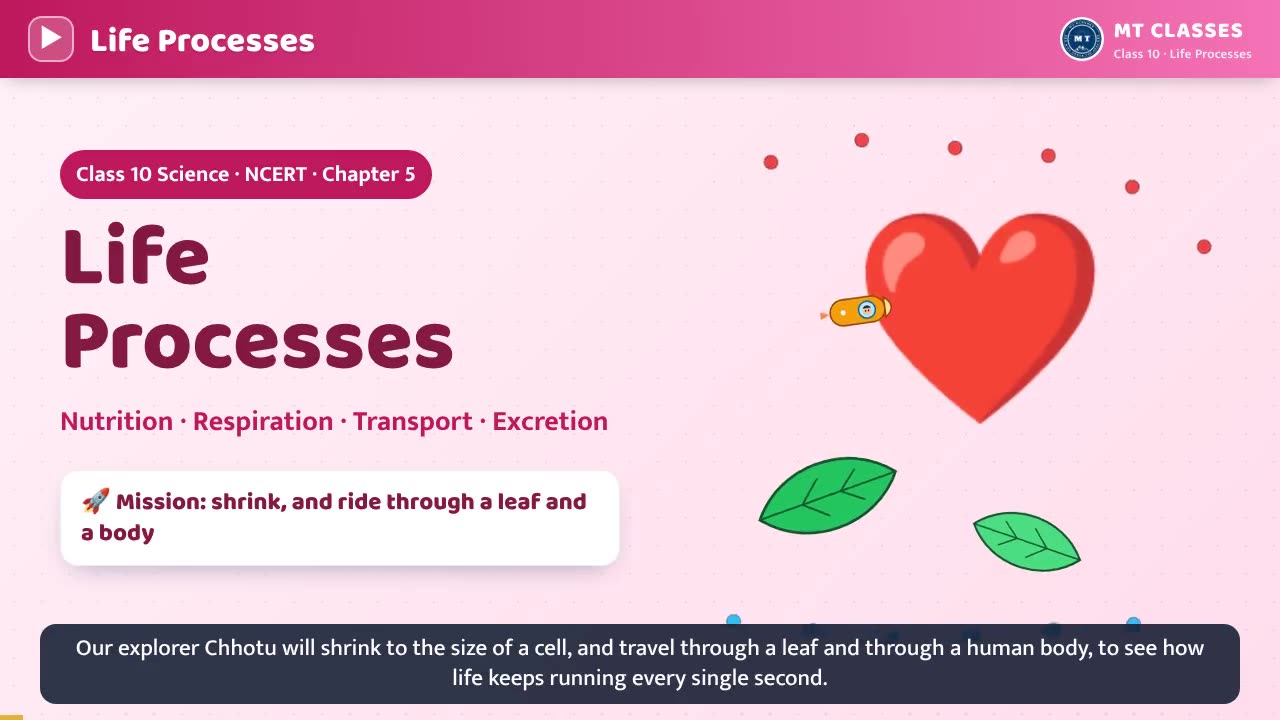 Life Processes
MT CLASSES
Class 10 · Life Processes
Class 10 Science · NCERT · Chapter 5
Life
Processes
Nutrition · Respiration · Transport · Excretion
🚀 Mission: shrink, and ride through a leaf and
a body
Our explorer Chhotu will shrink to the size of a cell, and travel through a leaf and through a human body, to see how
life keeps running every single second.